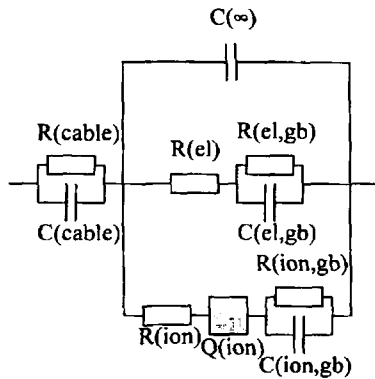 C(∞)
R(cable)
R(el)
R(el,gb)
C(cable)
C(el,gb)
R(ion,gb)
R(ion)
Q(ion)
C(ion,gb)